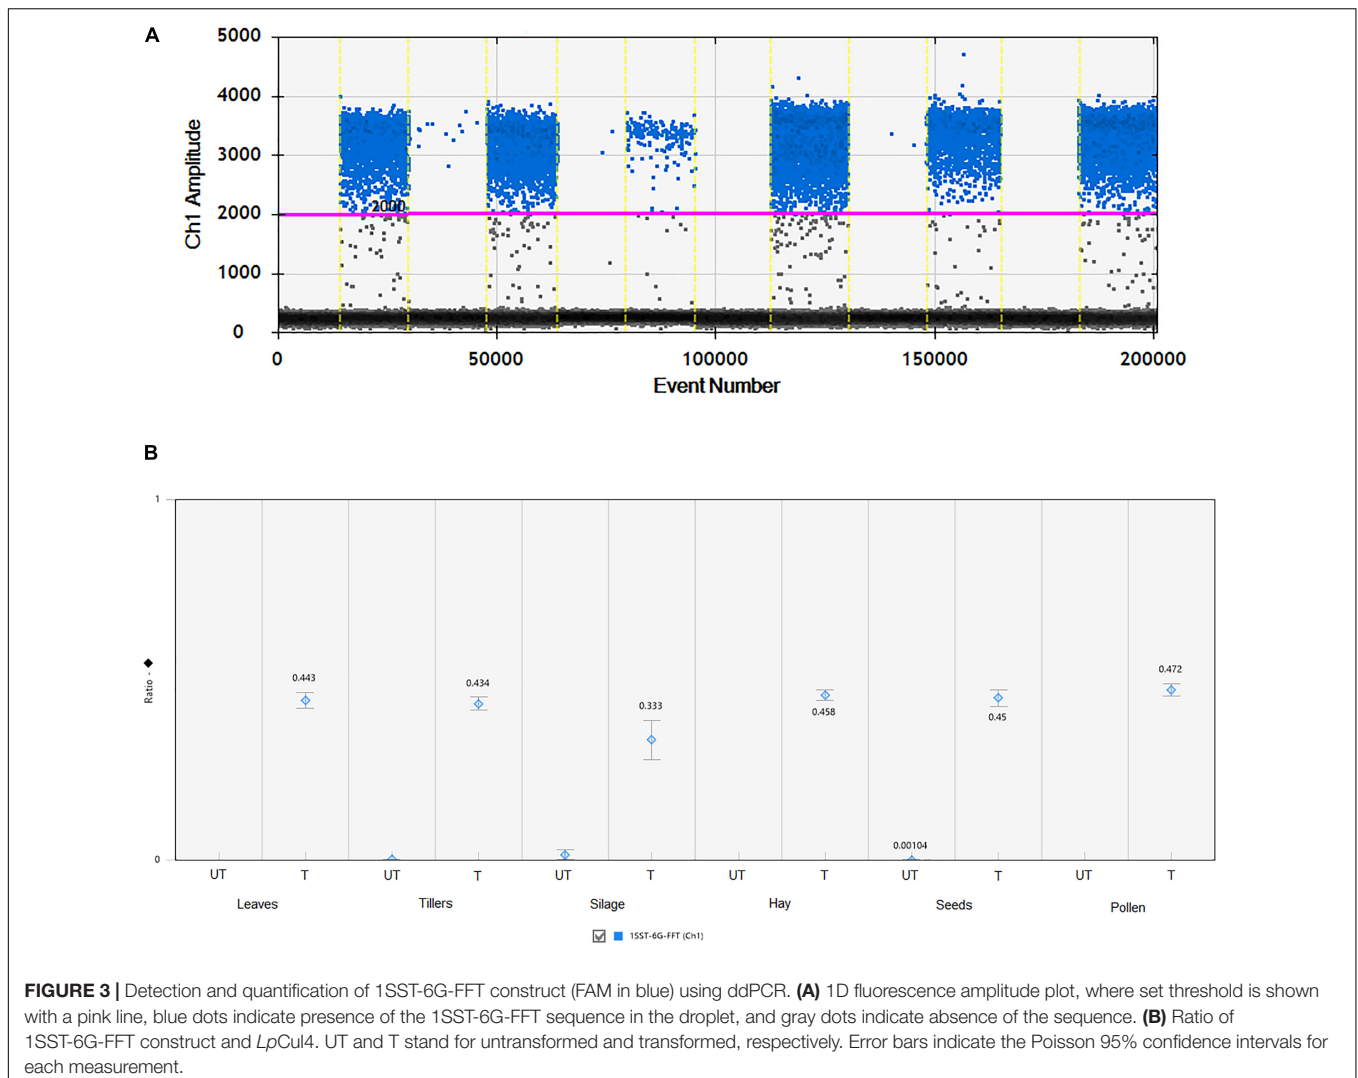 A
5000
4000
3000
2000
1000
0
Ch1 Amplitude
2000
0 50000 100000 150000 200000
Event Number
B
1
0
Ratio - ◆
0.443
0.434
0.333
0.458
0.45
0.472
0.00104
UT T UT T UT T UT T UT T UT T
Leaves Tillers Silage Hay Seeds Pollen
1SST-6G-FFT (Ch1)
FIGURE 3 | Detection and quantification of 1SST-6G-FFT construct (FAM in blue) using ddPCR. (A) 1D fluorescence amplitude plot, where set threshold is shown
with a pink line, blue dots indicate presence of the 1SST-6G-FFT sequence in the droplet, and gray dots indicate absence of the sequence. (B) Ratio of
1SST-6G-FFT construct and LpCul4. UT and T stand for untransformed and transformed, respectively. Error bars indicate the Poisson 95% confidence intervals for
each measurement.